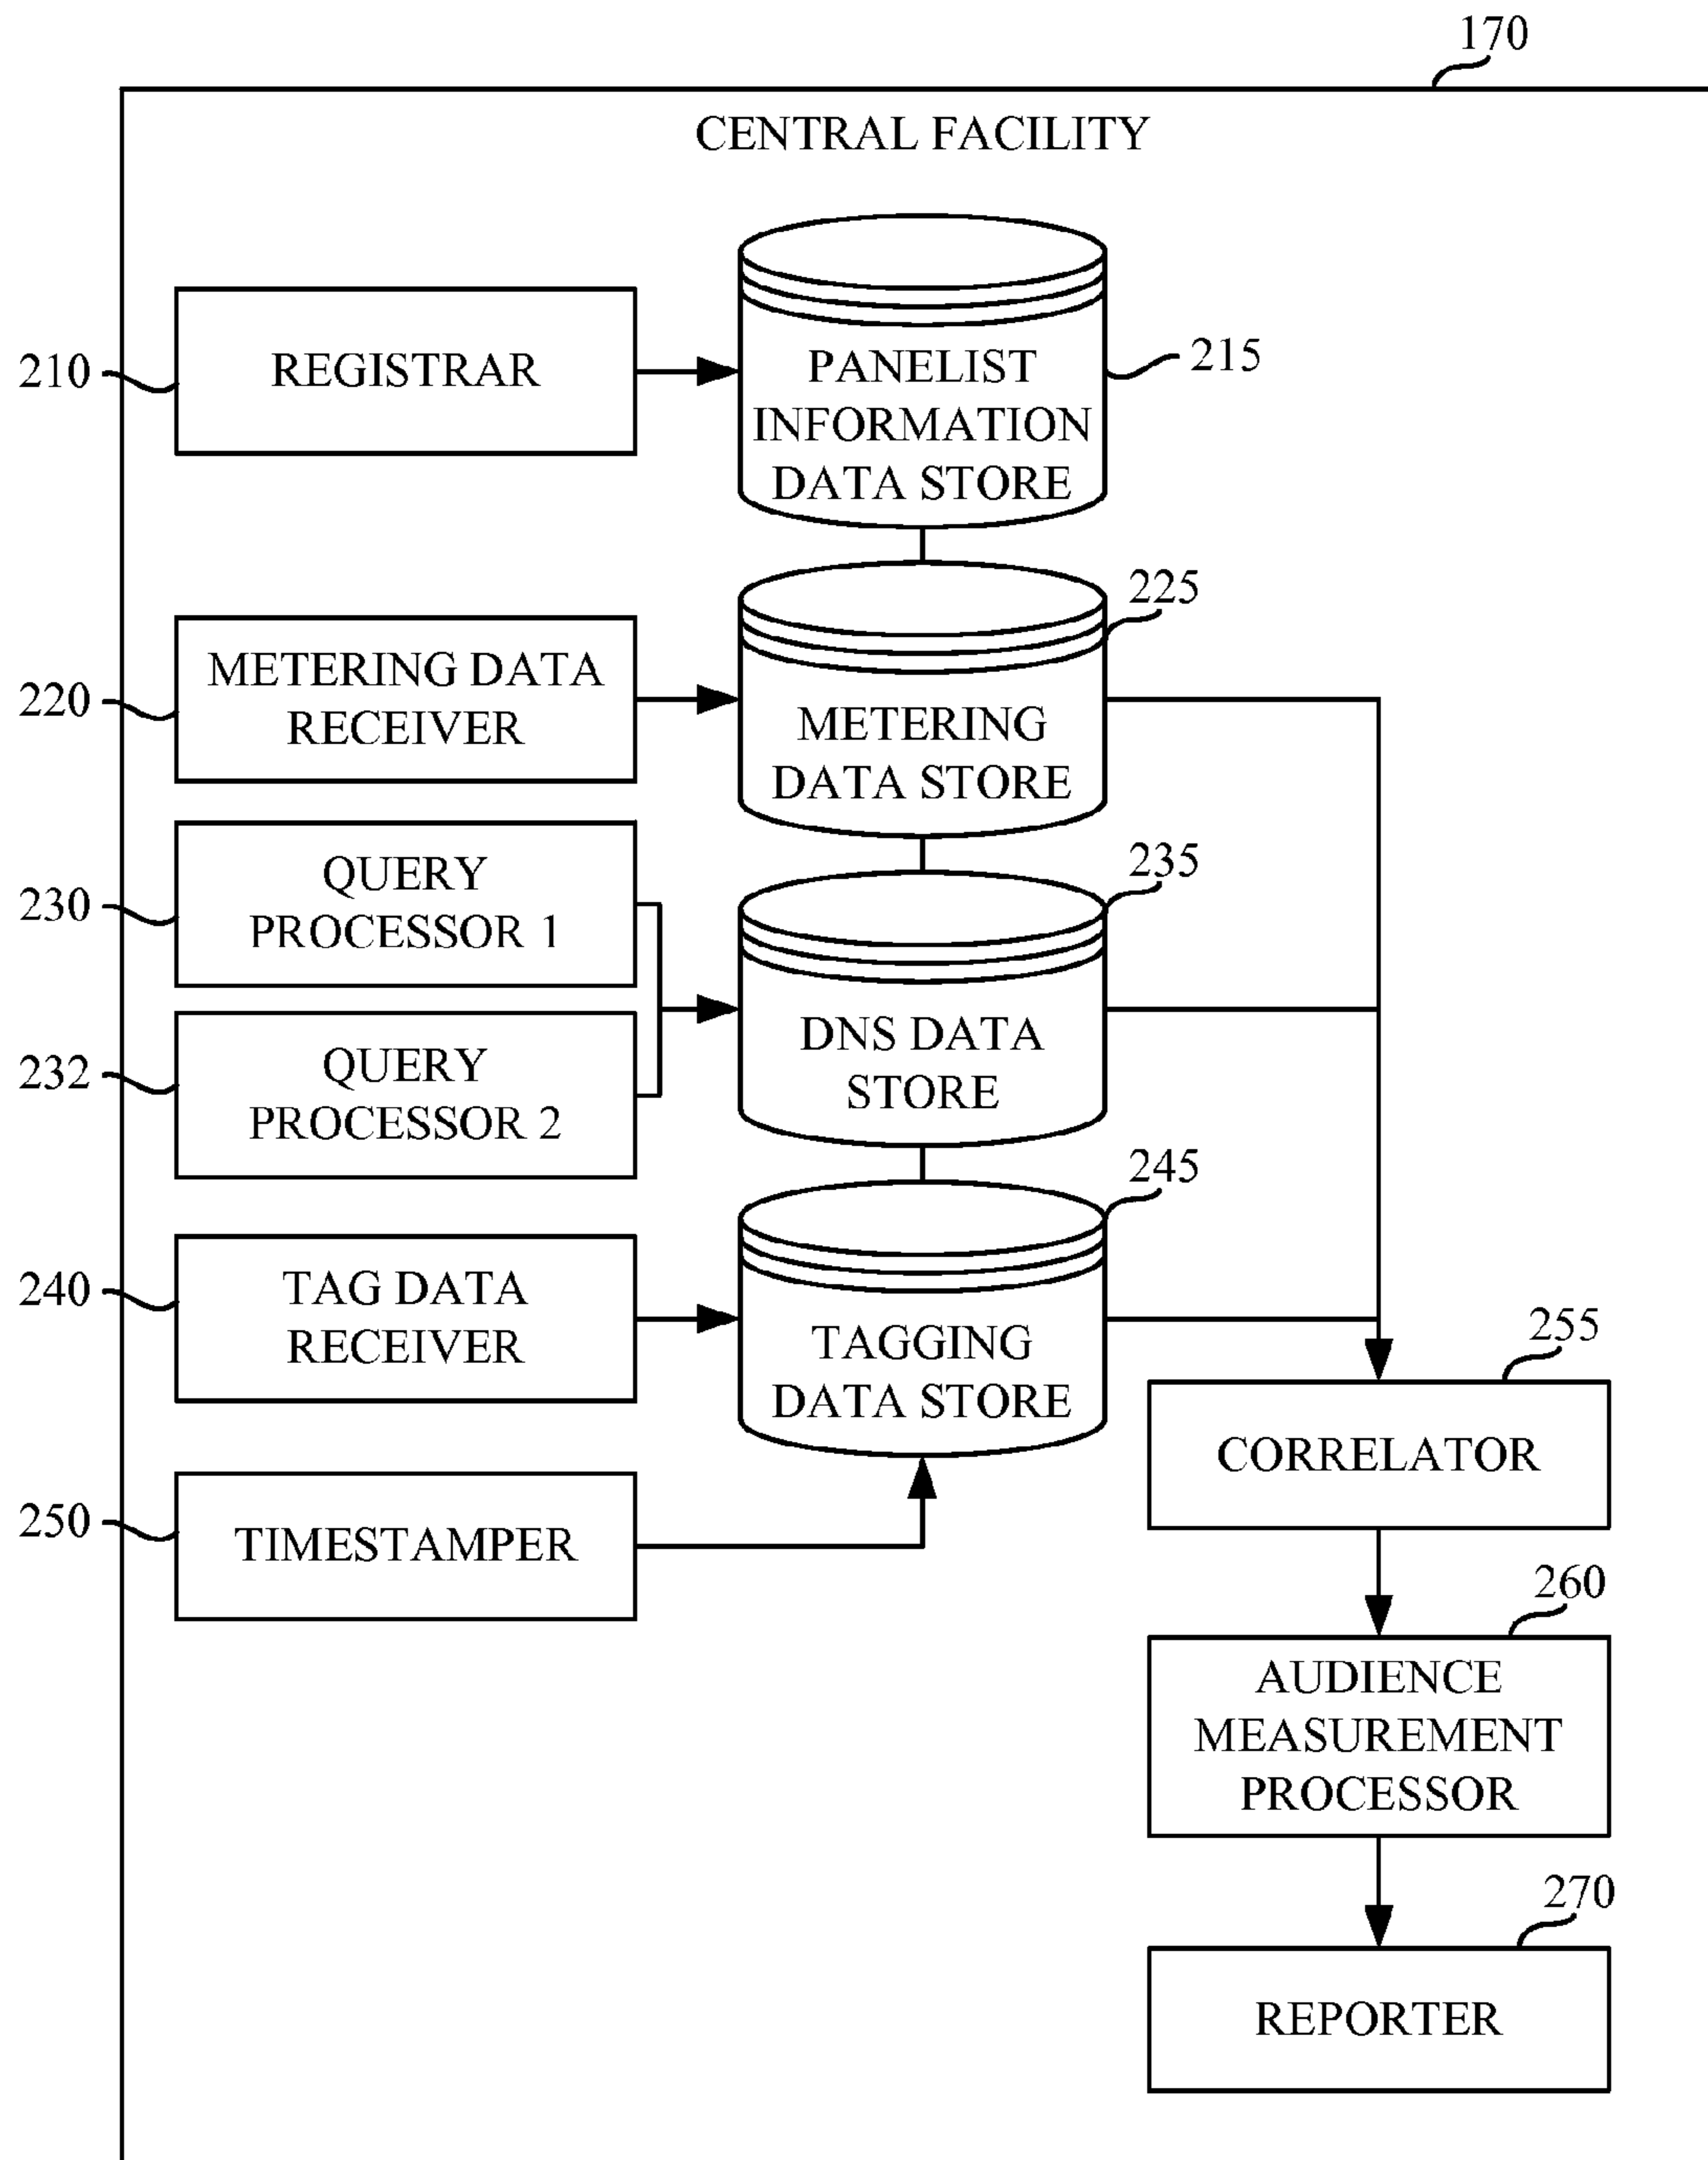 170
CENTRAL FACILITY
210
REGISTRAR
PANELIST
INFORMATION
DATA STORE
215
220
METERING DATA
RECEIVER
METERING
DATA STORE
225
230
QUERY
PROCESSOR 1
232
QUERY
PROCESSOR 2
DNS DATA
STORE
235
240
TAG DATA
RECEIVER
TAGGING
DATA STORE
245
250
TIMESTAMPER
255
CORRELATOR
260
AUDIENCE
MEASUREMENT
PROCESSOR
270
REPORTER